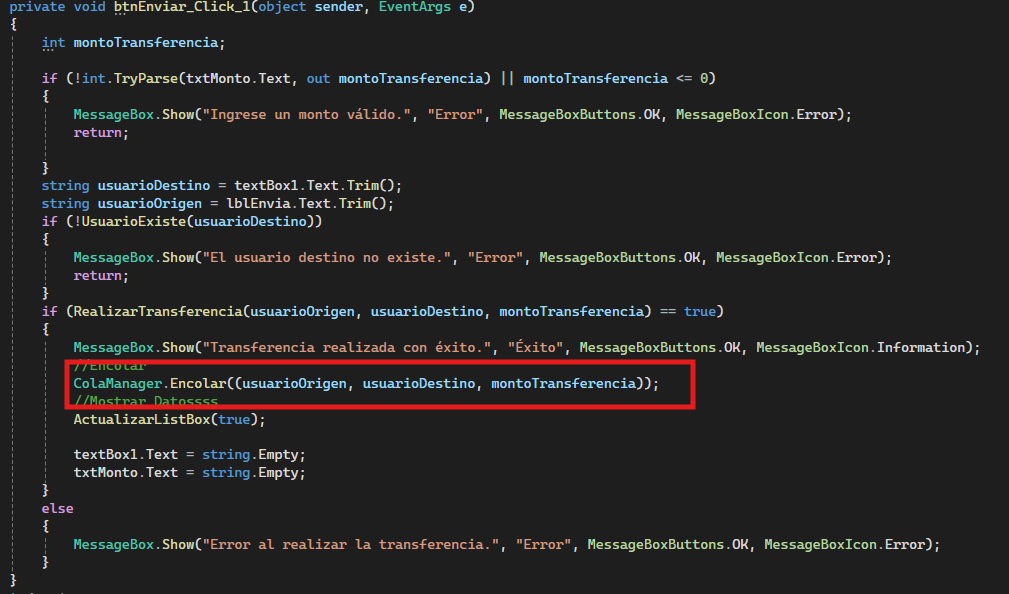 private void btnEnviar_Click_1(object sender, EventArgs e)
{
int montoTransferencia;
if (!int.TryParse(txtMonto.Text, out montoTransferencia) || montoTransferencia <= 0)
{
MessageBox.Show("Ingrese un monto válido.", "Error", MessageBoxButtons.OK, MessageBoxIcon.Error);
return;
}
string usuarioDestino = textBox1.Text.Trim();
string usuarioOrigen = lblEnvia.Text.Trim();
if (!UsuarioExiste(usuarioDestino))
{
MessageBox.Show("El usuario destino no existe.", "Error", MessageBoxButtons.OK, MessageBoxIcon.Error);
return;
}
if (RealizarTransferencia(usuarioOrigen, usuarioDestino, montoTransferencia) == true)
{
MessageBox.Show("Transferencia realizada con éxito.", "Éxito", MessageBoxButtons.OK, MessageBoxIcon.Information);
//Encolar
ColaManager.Encolar((usuarioOrigen, usuarioDestino, montoTransferencia));
//Mostrar Datossss
ActualizarListBox(true);
textBox1.Text = string.Empty;
txtMonto.Text = string.Empty;
}
else
{
MessageBox.Show("Error al realizar la transferencia.", "Error", MessageBoxButtons.OK, MessageBoxIcon.Error);
}
}